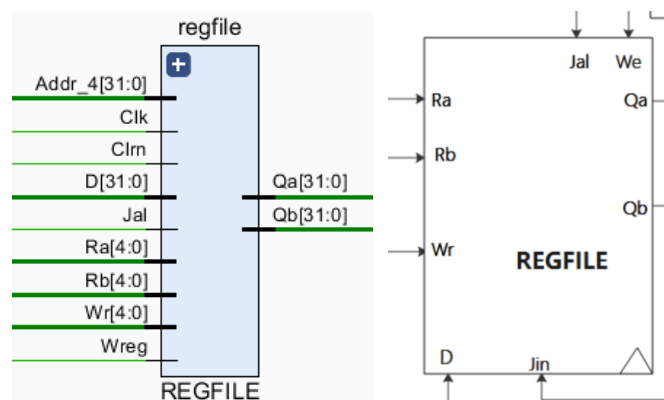 regfile
Addr_4[31:0]
Clk
Clrn
D[31:0]
Jal
Ra[4:0]
Rb[4:0]
Wr[4:0]
Wreg
Qa[31:0]
Qb[31:0]
REGFILE
Jal We
Ra
Rb
Wr
Qa
Qb
REGFILE
D
Jin